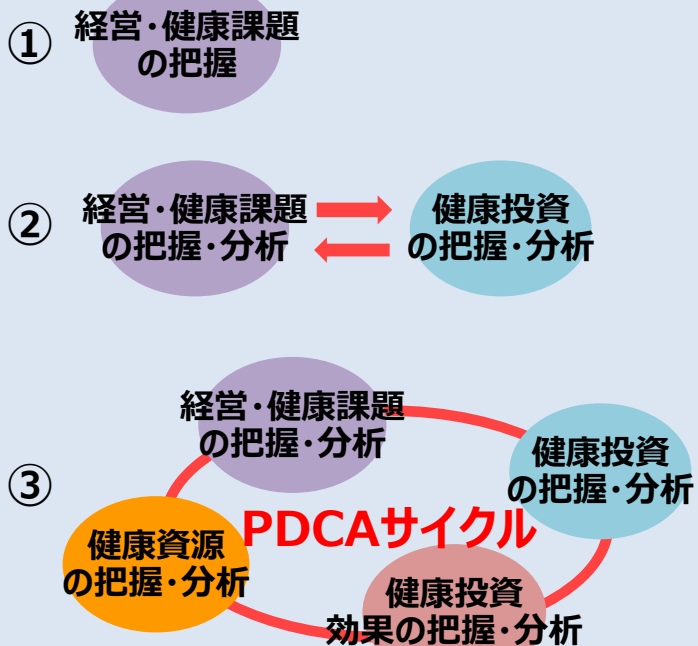 ①
経営・健康課題
の把握
②
経営・健康課題
の把握・分析
健康投資
の把握・分析
③
経営・健康課題
の把握・分析
健康投資
の把握・分析
PDCAサイクル
健康資源
の把握・分析
健康投資
効果の把握・分析